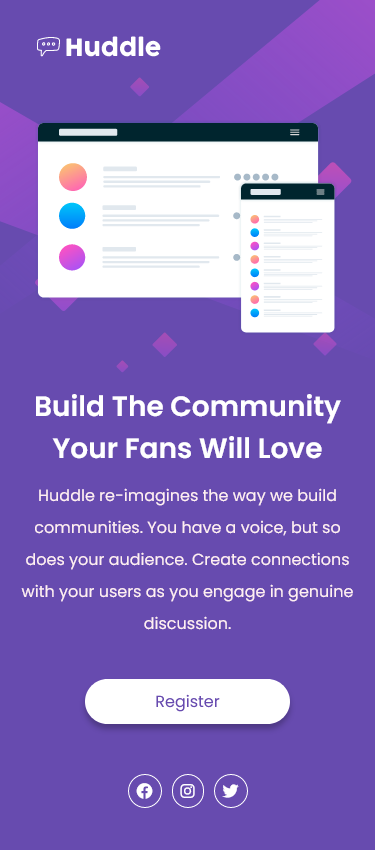 Huddle
Build The Community
Your Fans Will Love
Huddle re-imagines the way we build
communities. You have a voice, but so
does your audience. Create connections
with your users as you engage in genuine
discussion.
Register